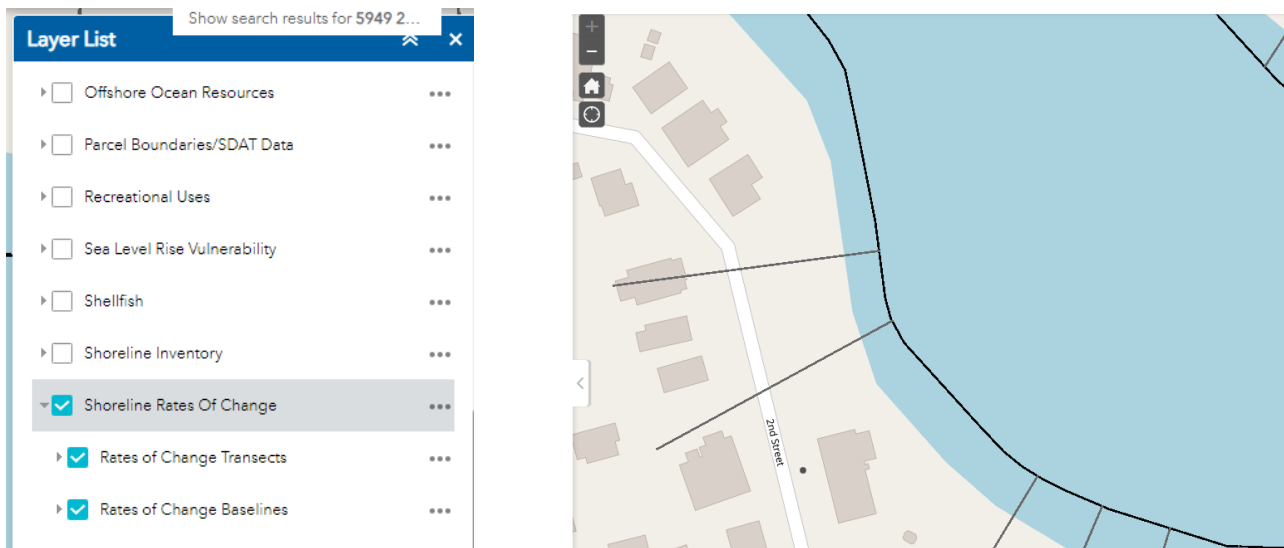 Show search results for 5949 2...
Layer List
Offshore Ocean Resources
Parcel Boundaries/SDAT Data
Recreational Uses
Sea Level Rise Vulnerability
Shellfish
Shoreline Inventory
Shoreline Rates Of Change
Rates of Change Transects
Rates of Change Baselines
2nd Street